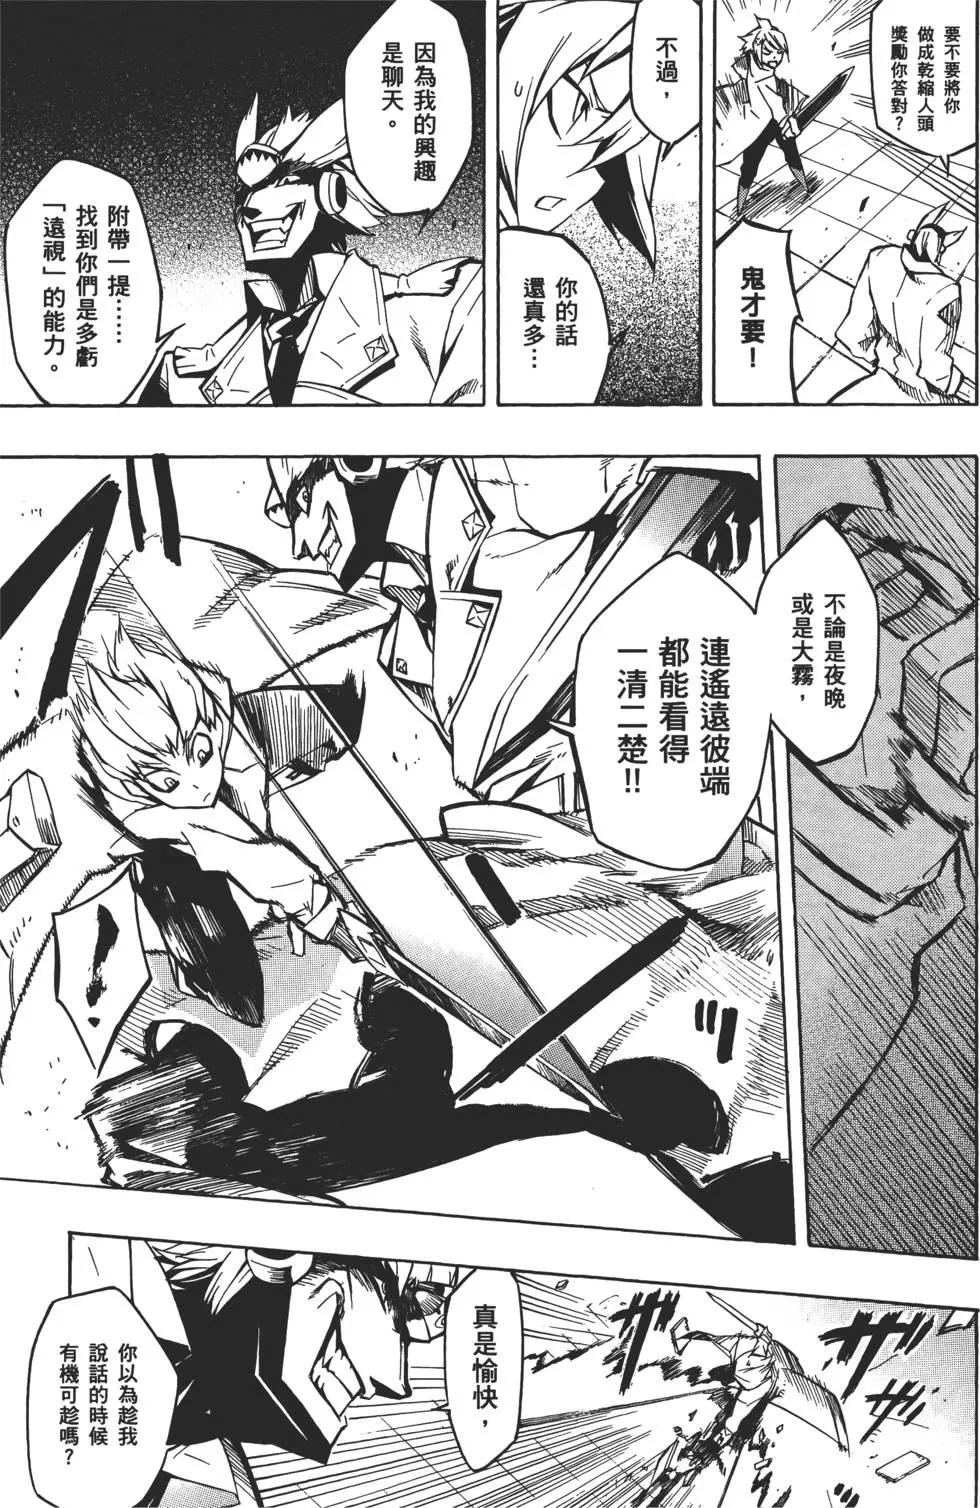 要不要將你
做成乾縮人頭
獎勵你答對？
鬼才要！
不過，
你的話
還真多…
因為我的興趣
是聊天。
附帶一提……
找到你們是多虧
「遠視」的能力。
不論是夜晚
或是大霧，
連遙遠彼端
都能看得
一清二楚!!
真是愉快，
你以為趁我
說話的時候
有機可趁嗎？